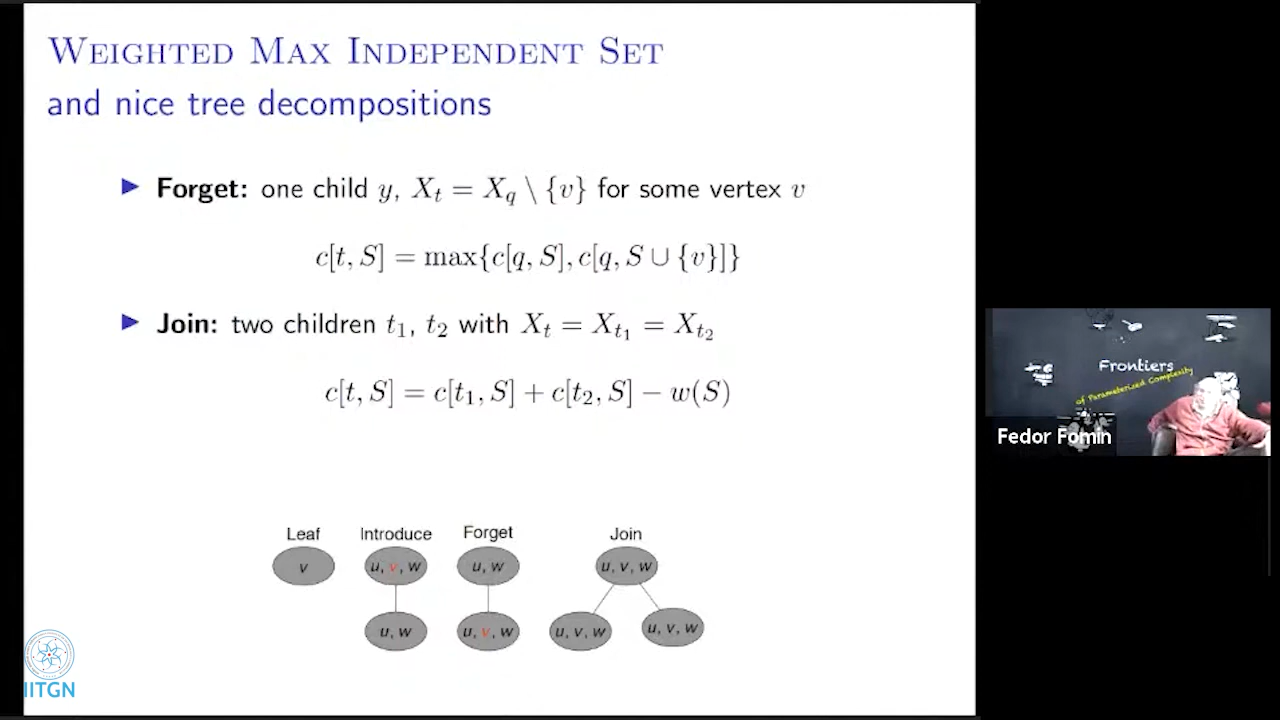 Weighted Max Independent Set
and nice tree decompositions
▶ Forget: one child y, X_t = X_q \ {v} for some vertex v
c[t, S] = max{c[q, S], c[q, S ∪ {v}]}
▶ Join: two children t_1, t_2 with X_t = X_{t_1} = X_{t_2}
c[t, S] = c[t_1, S] + c[t_2, S] − w(S)
Leaf Introduce Forget Join
v u, v, w u, w u, v, w
u, w u, v, w u, v, w u, v, w
IITGN
Frontiers
of Parameterized Complexity
Fedor Fomin